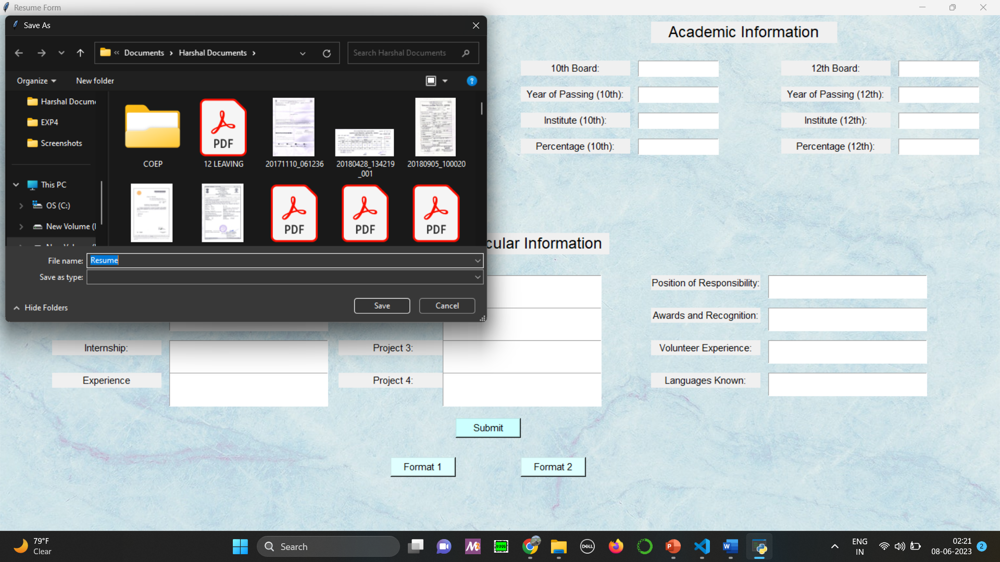 Resume Form
Save As
« Documents › Harshal Documents ›
Search Harshal Documents
Organize
New folder
Harshal Docum
EXP4
Screenshots
This PC
OS (C:)
New Volume (
COEP
12 LEAVING
20171110_061236
20180428_134219
_001
20180905_100020
PDF
PDF
PDF
PDF
File name: Resume
Save as type:
Hide Folders
Save
Cancel
Academic Information
10th Board:
12th Board:
Year of Passing (10th):
Year of Passing (12th):
Institute (10th):
Institute (12th):
Percentage (10th):
Percentage (12th):
cular Information
Position of Responsibility:
Awards and Recognition:
Internship:
Project 3:
Volunteer Experience:
Experience
Project 4:
Languages Known:
Submit
Format 1
Format 2
79°F
Clear
Search
DELL
ENG
IN
02:21
08-06-2023
2